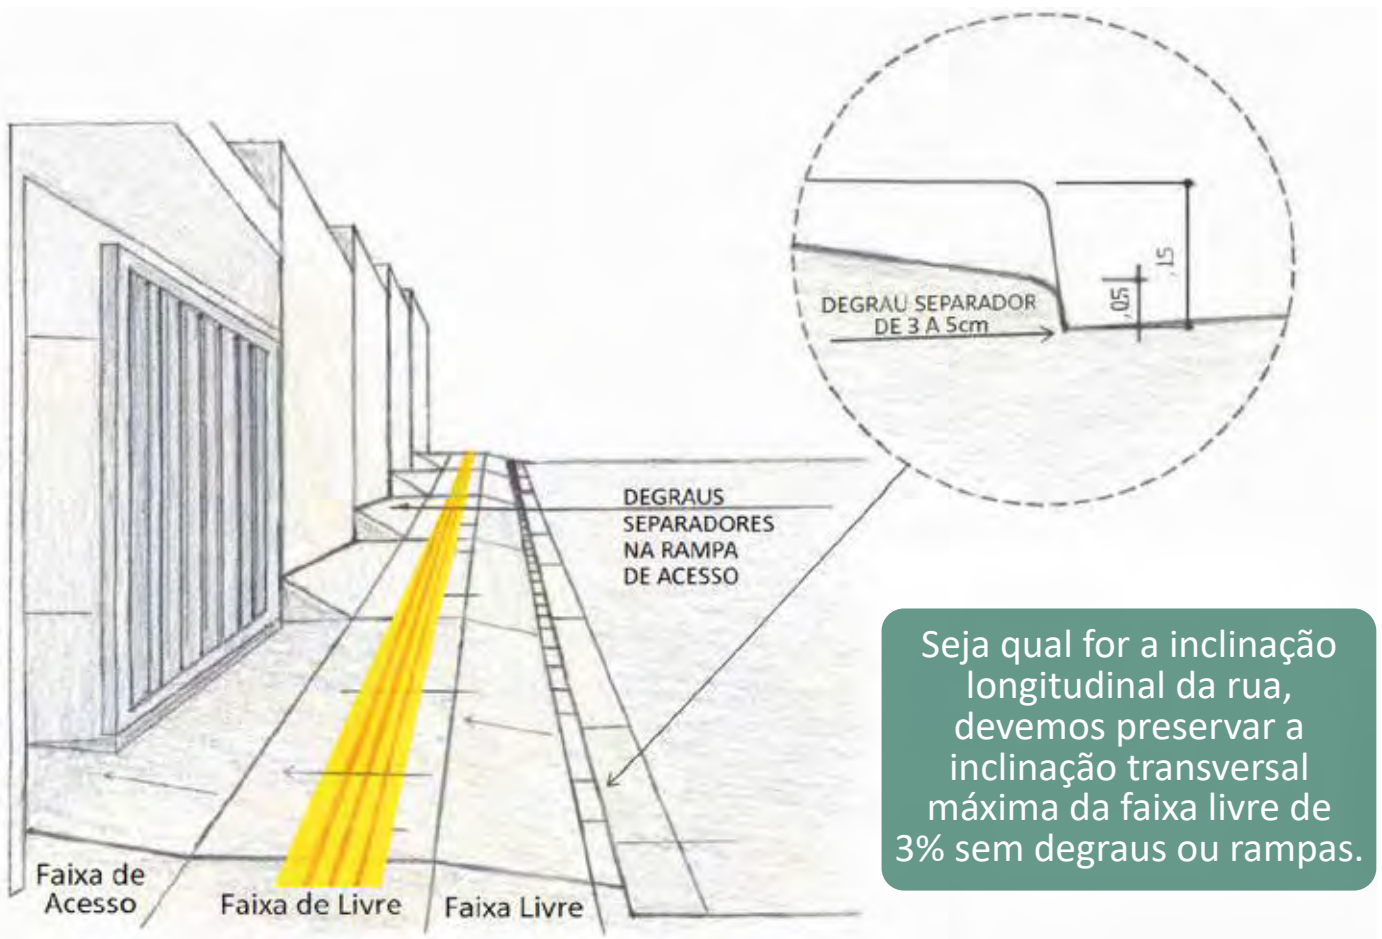 ,15
,05
DEGRAU SEPARADOR
DE 3 A 5cm
DEGRAUS
SEPARADORES
NA RAMPA
DE ACESSO
Seja qual for a inclinação
longitudinal da rua,
devemos preservar a
inclinação transversal
máxima da faixa livre de
3% sem degraus ou rampas.
Faixa de
Acesso
Faixa de Livre
Faixa Livre